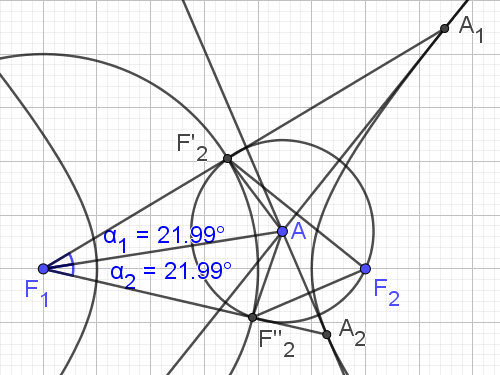 A₁
F'₂
α₁ = 21.99°
A
α₂ = 21.99°
F₁
F₂
F"₂
A₂